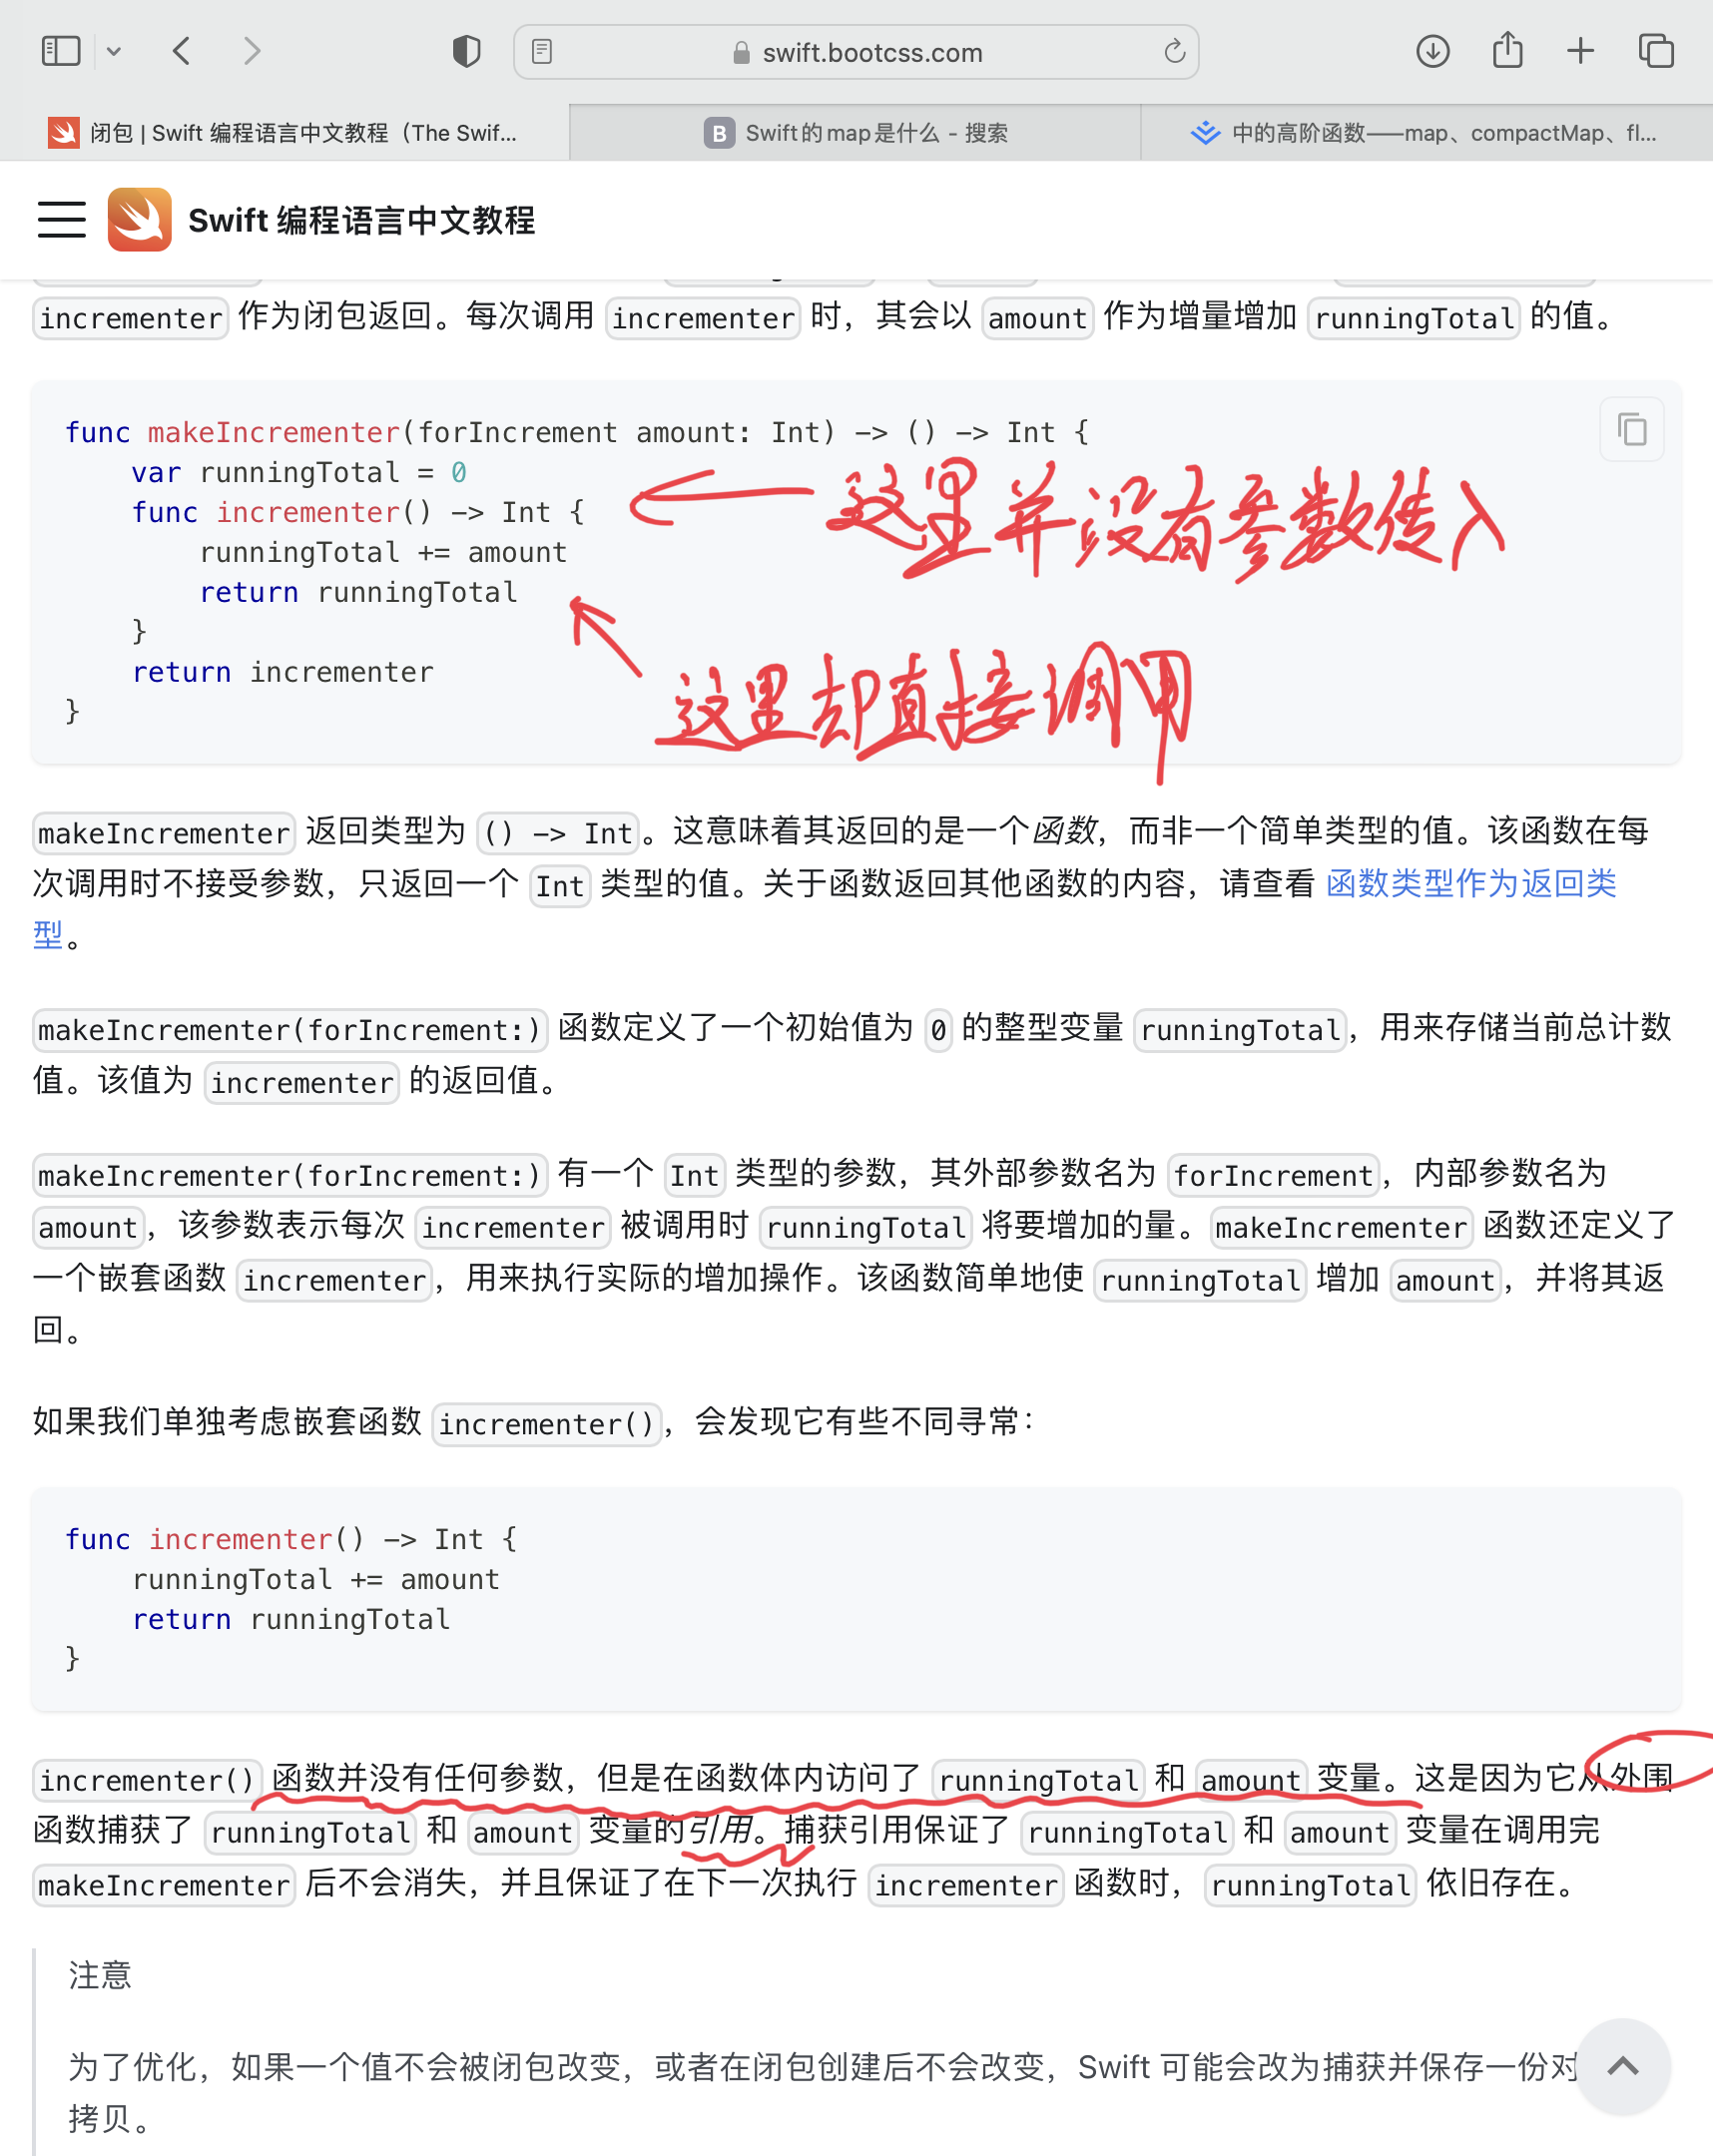 swift.bootcss.com
闭包 | Swift 编程语言中文教程（The Swif...
B Swift的map是什么 - 搜索
中的高阶函数——map、compactMap、fl...
Swift 编程语言中文教程
incrementer 作为闭包返回。每次调用 incrementer 时，其会以 amount 作为增量增加 runningTotal 的值。
func makeIncrementer(forIncrement amount: Int) -> () -> Int {
var runningTotal = 0
func incrementer() -> Int {
这里并没有参数传入
runningTotal += amount
return runningTotal
}
这里却直接调用
return incrementer
}
makeIncrementer 返回类型为 () -> Int。这意味着其返回的是一个函数，而非一个简单类型的值。该函数在每
次调用时不接受参数，只返回一个 Int 类型的值。关于函数返回其他函数的内容，请查看 函数类型作为返回类
型。
makeIncrementer(forIncrement:) 函数定义了一个初始值为 0 的整型变量 runningTotal，用来存储当前总计数
值。该值为 incrementer 的返回值。
makeIncrementer(forIncrement:) 有一个 Int 类型的参数，其外部参数名为 forIncrement，内部参数名为
amount，该参数表示每次 incrementer 被调用时 runningTotal 将要增加的量。makeIncrementer 函数还定义了
一个嵌套函数 incrementer，用来执行实际的增加操作。该函数简单地使 runningTotal 增加 amount，并将其返
回。
如果我们单独考虑嵌套函数 incrementer()，会发现它有些不同寻常：
func incrementer() -> Int {
runningTotal += amount
return runningTotal
}
incrementer() 函数并没有任何参数，但是在函数体内访问了 runningTotal 和 amount 变量。这是因为它从外围
函数捕获了 runningTotal 和 amount 变量的引用。捕获引用保证了 runningTotal 和 amount 变量在调用完
makeIncrementer 后不会消失，并且保证了在下一次执行 incrementer 函数时，runningTotal 依旧存在。
注意
为了优化，如果一个值不会被闭包改变，或者在闭包创建后不会改变，Swift 可能会改为捕获并保存一份对
拷贝。